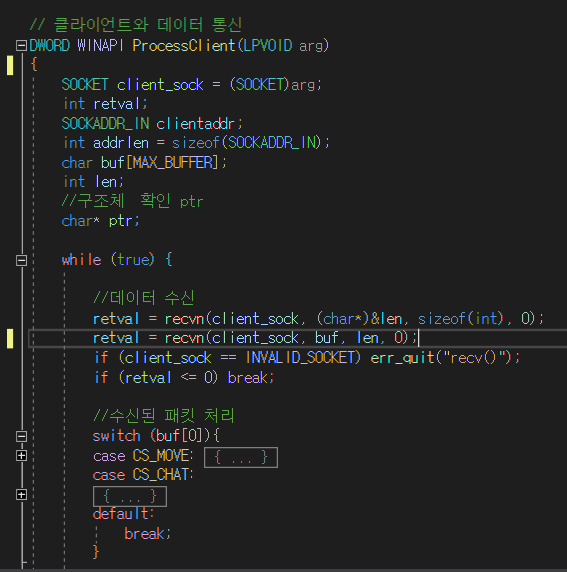 // 클라이언트와 데이터 통신
DWORD WINAPI ProcessClient(LPVOID arg)
{
SOCKET client_sock = (SOCKET)arg;
int retval;
SOCKADDR_IN clientaddr;
int addrlen = sizeof(SOCKADDR_IN);
char buf[MAX_BUFFER];
int len;
//구조체 확인 ptr
char* ptr;
while (true) {
//데이터 수신
retval = recvn(client_sock, (char*)&len, sizeof(int), 0);
retval = recvn(client_sock, buf, len, 0);
if (client_sock == INVALID_SOCKET) err_quit("recv()");
if (retval <= 0) break;
//수신된 패킷 처리
switch (buf[0]){
case CS_MOVE: { ... }
case CS_CHAT:
{ ... }
default:
break;
}